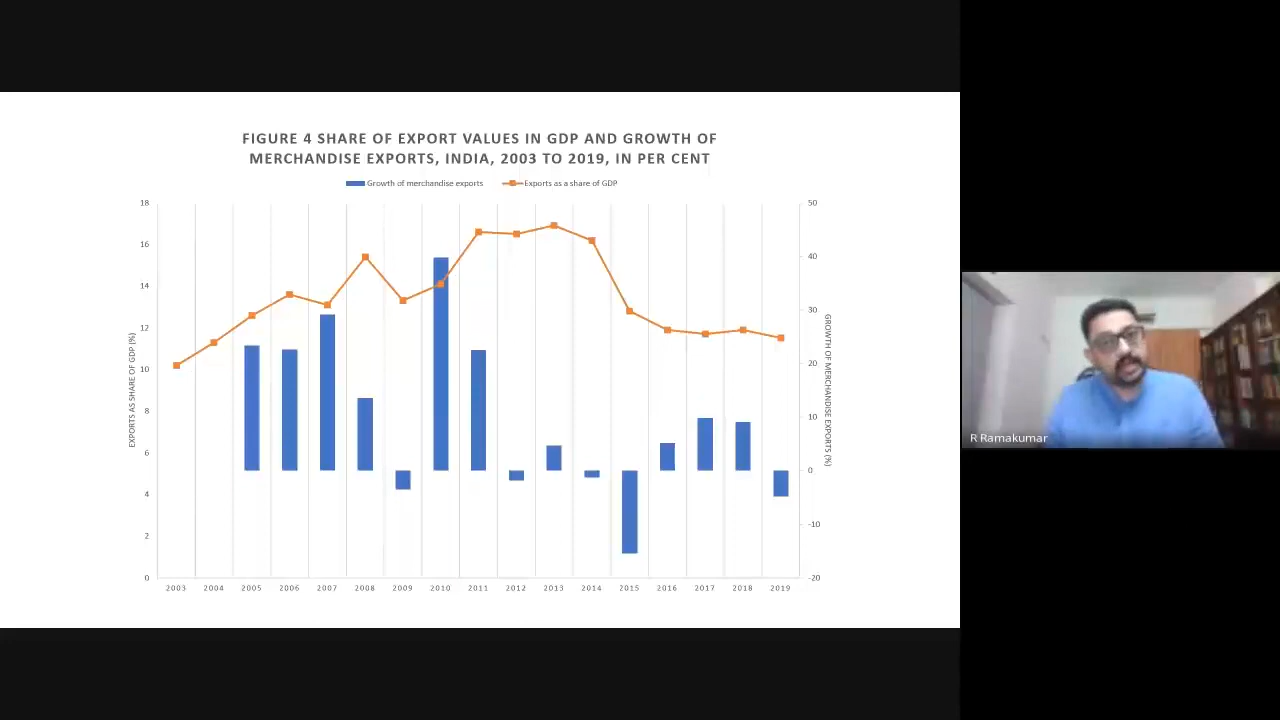 FIGURE 4 SHARE OF EXPORT VALUES IN GDP AND GROWTH OF
MERCHANDISE EXPORTS, INDIA, 2003 TO 2019, IN PER CENT
Growth of merchandise exports Exports as a share of GDP
18
16
14
12
10
8
6
4
2
0
EXPORTS AS SHARE OF GDP (%)
50
40
30
20
10
0
-10
-20
GROWTH OF MERCHANDISE EXPORTS (%)
2003 2004 2005 2006 2007 2008 2009 2010 2011 2012 2013 2014 2015 2016 2017 2018 2019
R Ramakumar